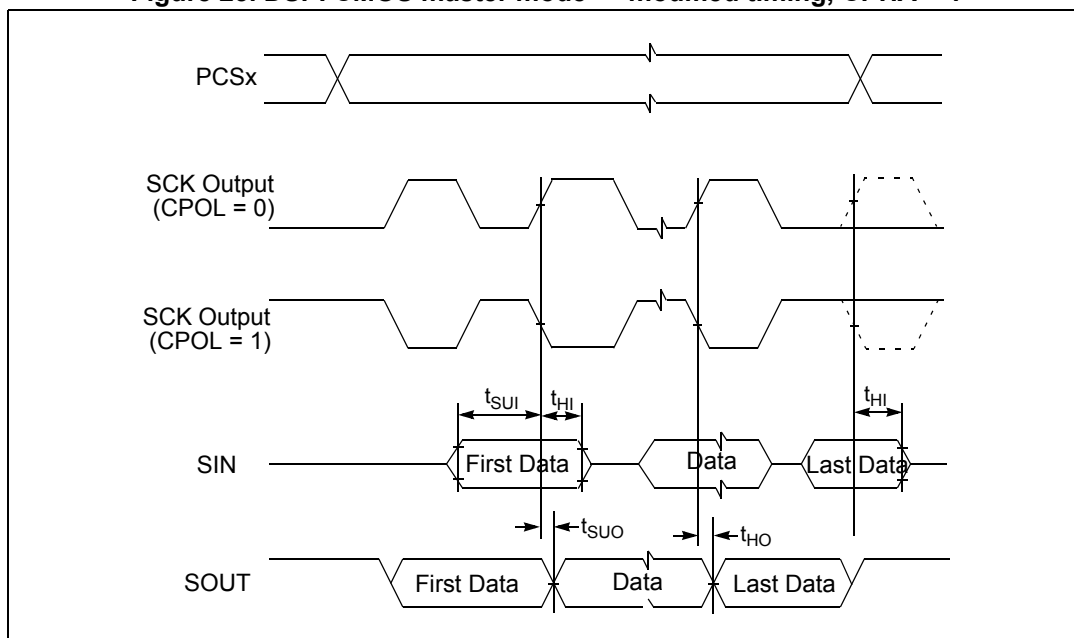 PCSx
SCK Output
(CPOL = 0)
SCK Output
(CPOL = 1)
tSUI
tHI
tHI
SIN
First Data
Data
Last Data
tSUO
tHO
SOUT
First Data
Data
Last Data